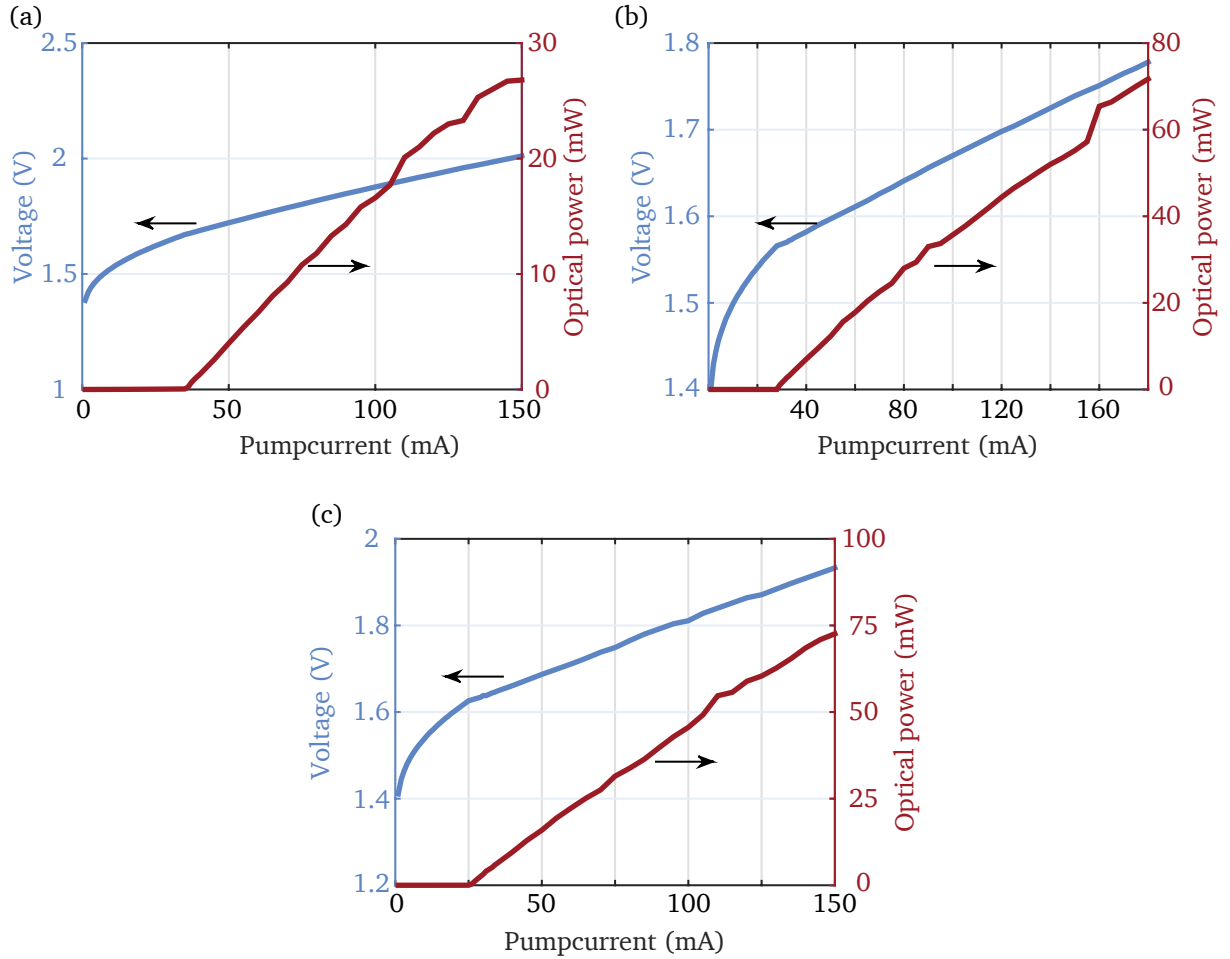 (a)
2.5
2
1.5
1
Voltage (V)
30
20
10
0
Optical power (mW)
0 50 100 150
Pumpcurrent (mA)
(b)
1.8
1.7
1.6
1.5
1.4
Voltage (V)
80
60
40
20
0
Optical power (mW)
40 80 120 160
Pumpcurrent (mA)
(c)
2
1.8
1.6
1.4
1.2
Voltage (V)
100
75
50
25
0
Optical power (mW)
0 50 100 150
Pumpcurrent (mA)